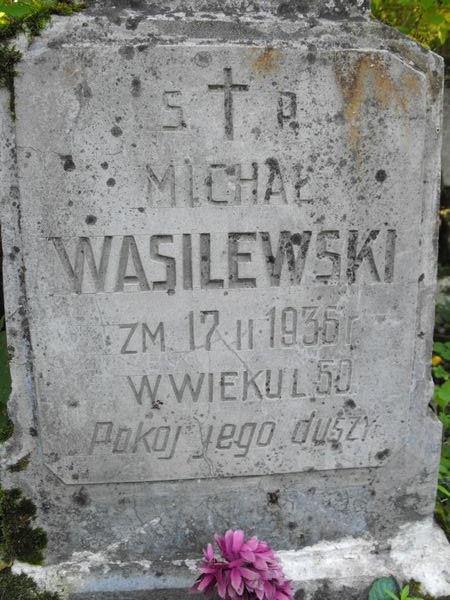 Ś † P.
MICHAŁ
WASILEWSKI
ZM 17 II 1936 r
W WIEKU L. 50
Pokój jego duszy